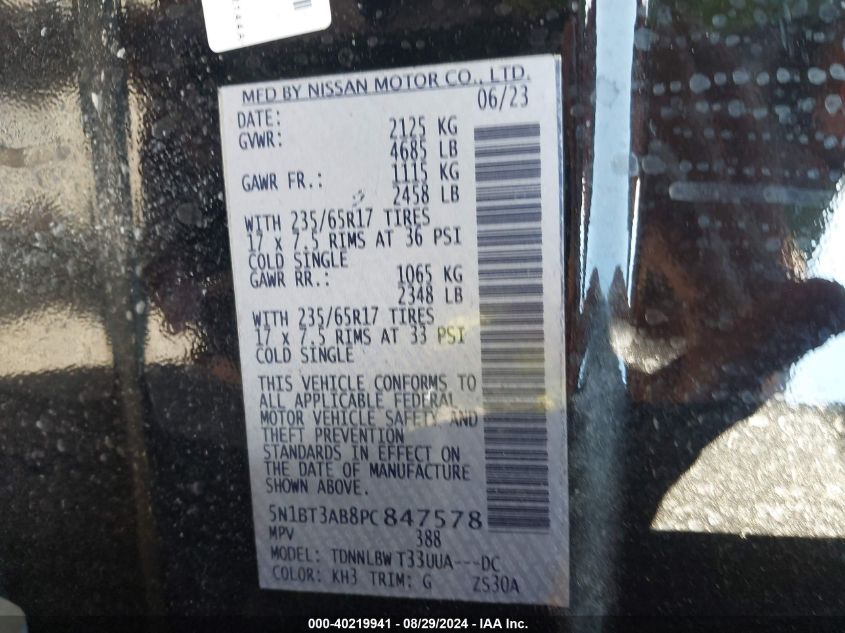 MFD BY NISSAN MOTOR CO., LTD.
DATE: 06/23
GVWR: 2125 KG
4685 LB
GAWR FR.: 1115 KG
2458 LB
WITH 235/65R17 TIRES
17 x 7.5 RIMS AT 36 PSI
COLD SINGLE
GAWR RR.: 1065 KG
2348 LB
WITH 235/65R17 TIRES
17 x 7.5 RIMS AT 33 PSI
COLD SINGLE
THIS VEHICLE CONFORMS TO
ALL APPLICABLE FEDERAL
MOTOR VEHICLE SAFETY AND
THEFT PREVENTION
STANDARDS IN EFFECT ON
THE DATE OF MANUFACTURE
SHOWN ABOVE.
5N1BT3AB8PC847578
MPV 388
MODEL: TDNNLBW T33UUA---DC
COLOR: KH3 TRIM: G ZS30A
000-40219941 - 08/29/2024 - IAA Inc.